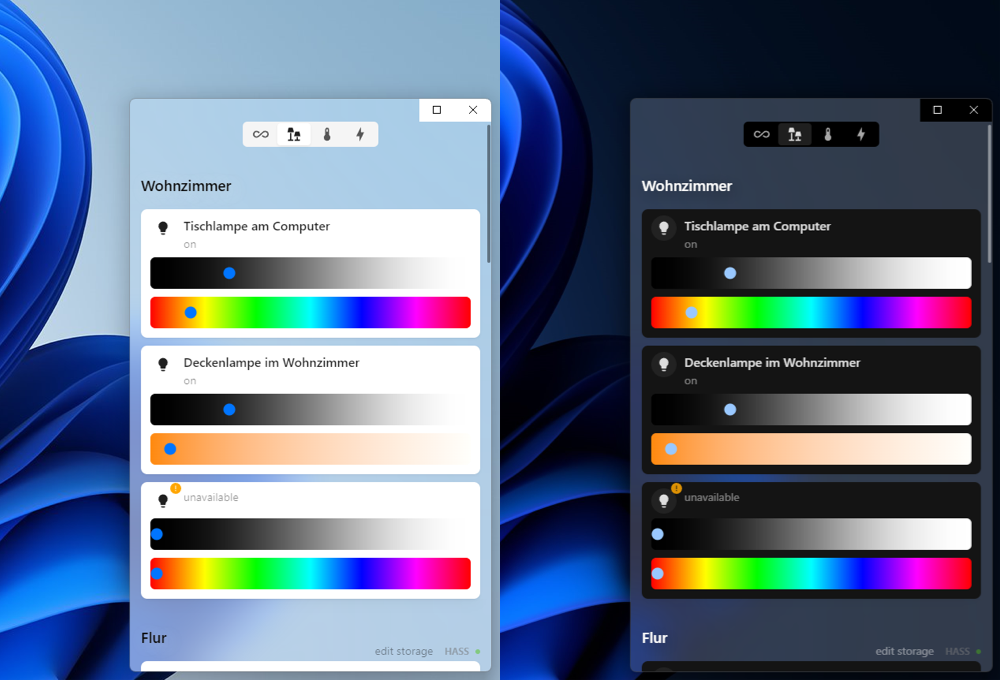 Wohnzimmer
Tischlampe am Computer
on
Deckenlampe im Wohnzimmer
on
!
unavailable
Flur
edit storage HASS
Wohnzimmer
Tischlampe am Computer
on
Deckenlampe im Wohnzimmer
on
!
unavailable
Flur
edit storage HASS